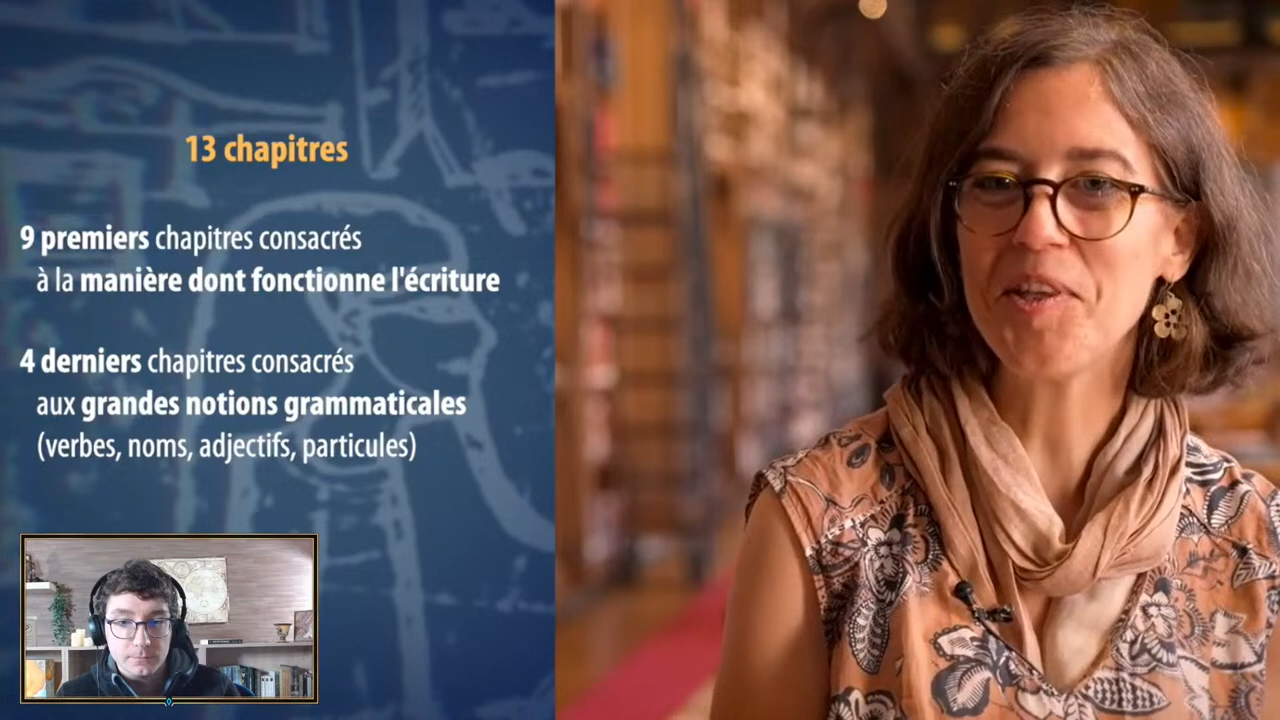 13 chapitres
9 premiers chapitres consacrés
à la manière dont fonctionne l'écriture
4 derniers chapitres consacrés
aux grandes notions grammaticales
(verbes, noms, adjectifs, particules)